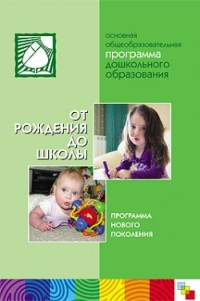 основная
общеобразовательная
программа
дошкольного
образования
ОТ
РОЖДЕНИЯ
ДО
ШКОЛЫ
ПРОГРАММА
НОВОГО
ПОКОЛЕНИЯ